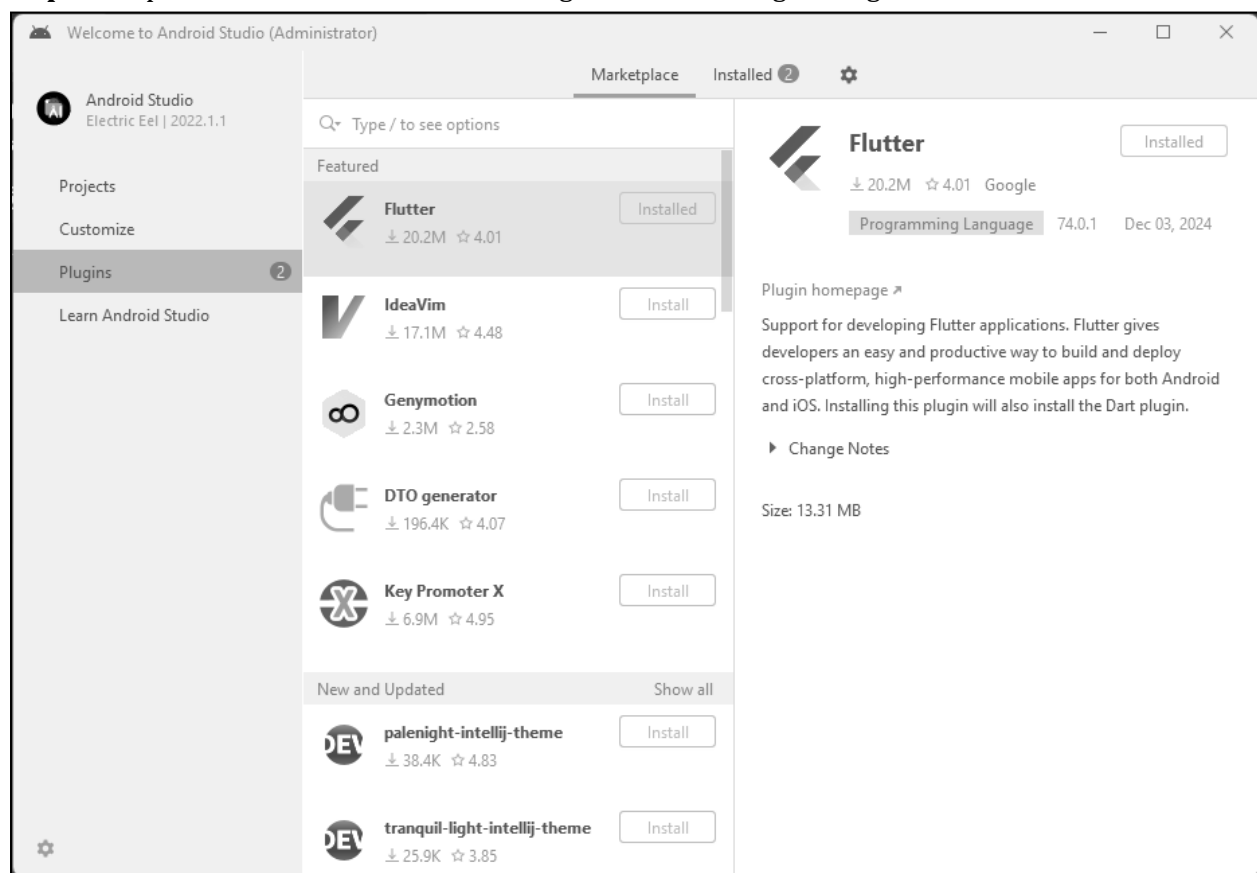 Welcome to Android Studio (Administrator)
Marketplace Installed 2
Android Studio
Electric Eel | 2022.1.1
Projects
Customize
Plugins 2
Learn Android Studio
Type / to see options
Featured
Flutter Installed
20.2M 4.01
IdeaVim Install
17.1M 4.48
Genymotion Install
2.3M 2.58
DTO generator Install
196.4K 4.07
Key Promoter X Install
6.9M 4.95
New and Updated Show all
palenight-intellij-theme Install
38.4K 4.83
tranquil-light-intellij-theme Install
25.9K 3.85
Flutter Installed
20.2M 4.01 Google
Programming Language 74.0.1 Dec 03, 2024
Plugin homepage
Support for developing Flutter applications. Flutter gives
developers an easy and productive way to build and deploy
cross-platform, high-performance mobile apps for both Android
and iOS. Installing this plugin will also install the Dart plugin.
Change Notes
Size: 13.31 MB